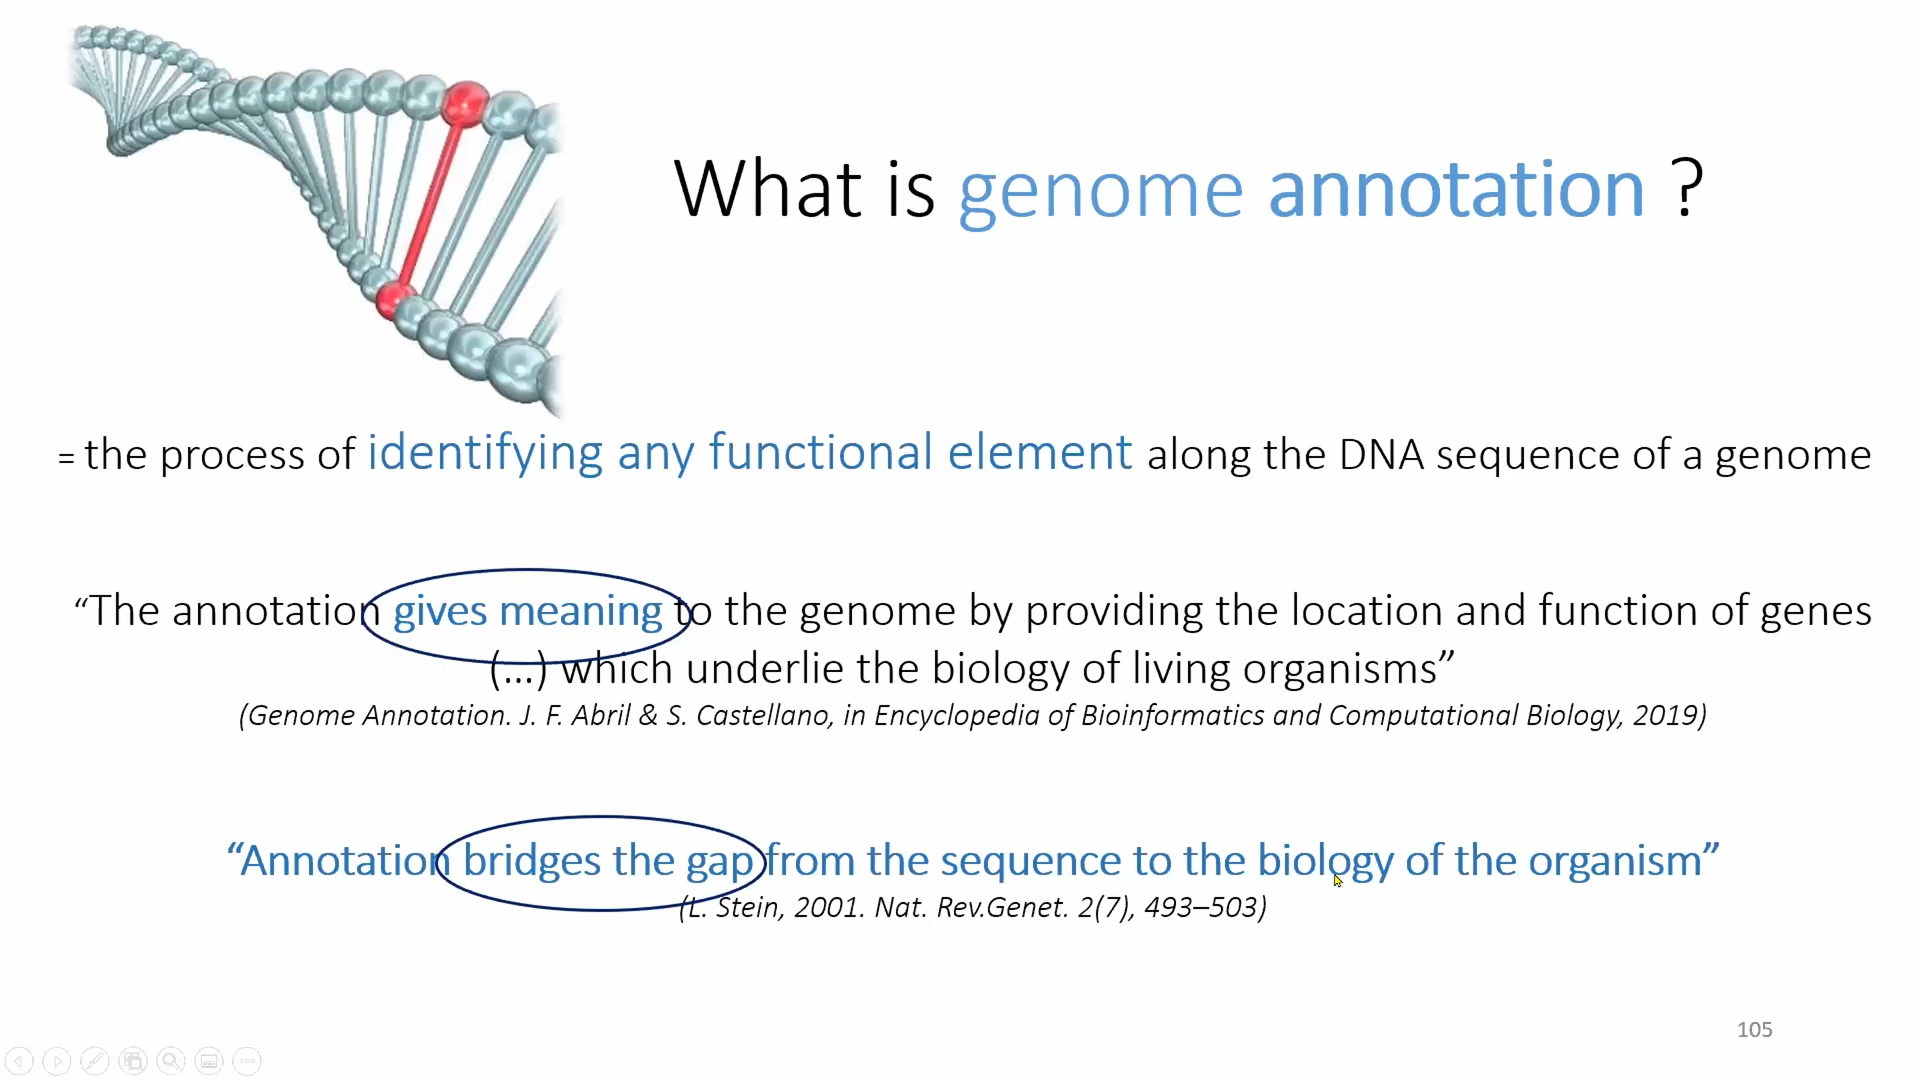 What is genome annotation ?
= the process of identifying any functional element along the DNA sequence of a genome
“The annotation gives meaning to the genome by providing the location and function of genes
(...) which underlie the biology of living organisms”
(Genome Annotation. J. F. Abril & S. Castellano, in Encyclopedia of Bioinformatics and Computational Biology, 2019)
“Annotation bridges the gap from the sequence to the biology of the organism”
(L. Stein, 2001. Nat. Rev.Genet. 2(7), 493–503)
105